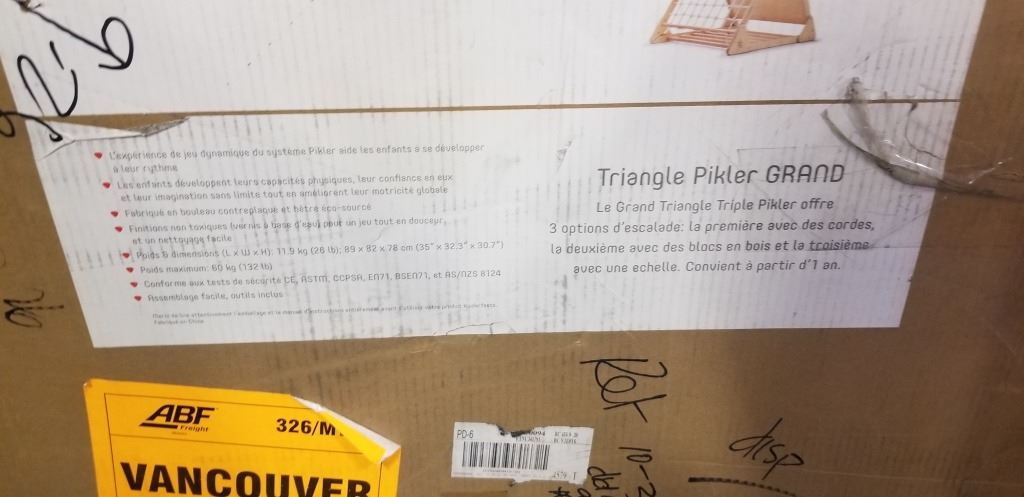 L'expérience de jeu dynamique du système Pikler aide les enfants a se développer
à leur rythme
Les enfants développent leurs capacités physiques, leur confiance en eux
et leur imagination sans limite tout en améliorant leur motricité globale
Fabriqué en bouleau contreplaqué et hêtre éco-sourcé
Finitions non toxiques (vernis à base d'eau) pour un jeu tout en douceur,
et un nettoyage facile
Poids & dimensions (L x W x H): 11.9 kg (26 lb); 89 x 82 x 78 cm (35" x 32.3" x 30.7")
Poids maximum: 60 kg (132 lb)
Conforme aux tests de sécurité CE, ASTM, CCPSA, EN71, BSEN71, et AS/NZS 8124
Assemblage facile, outils inclus
Fabriqué en Chine
Triangle Pikler GRAND
Le Grand Triangle Triple Pikler offre
3 options d'escalade: la première avec des cordes,
la deuxième avec des blocs en bois et la troisième
avec une echelle. Convient à partir d'1 an.
ABF
Freight
326/M
VANCOUVER
PD-6
disp